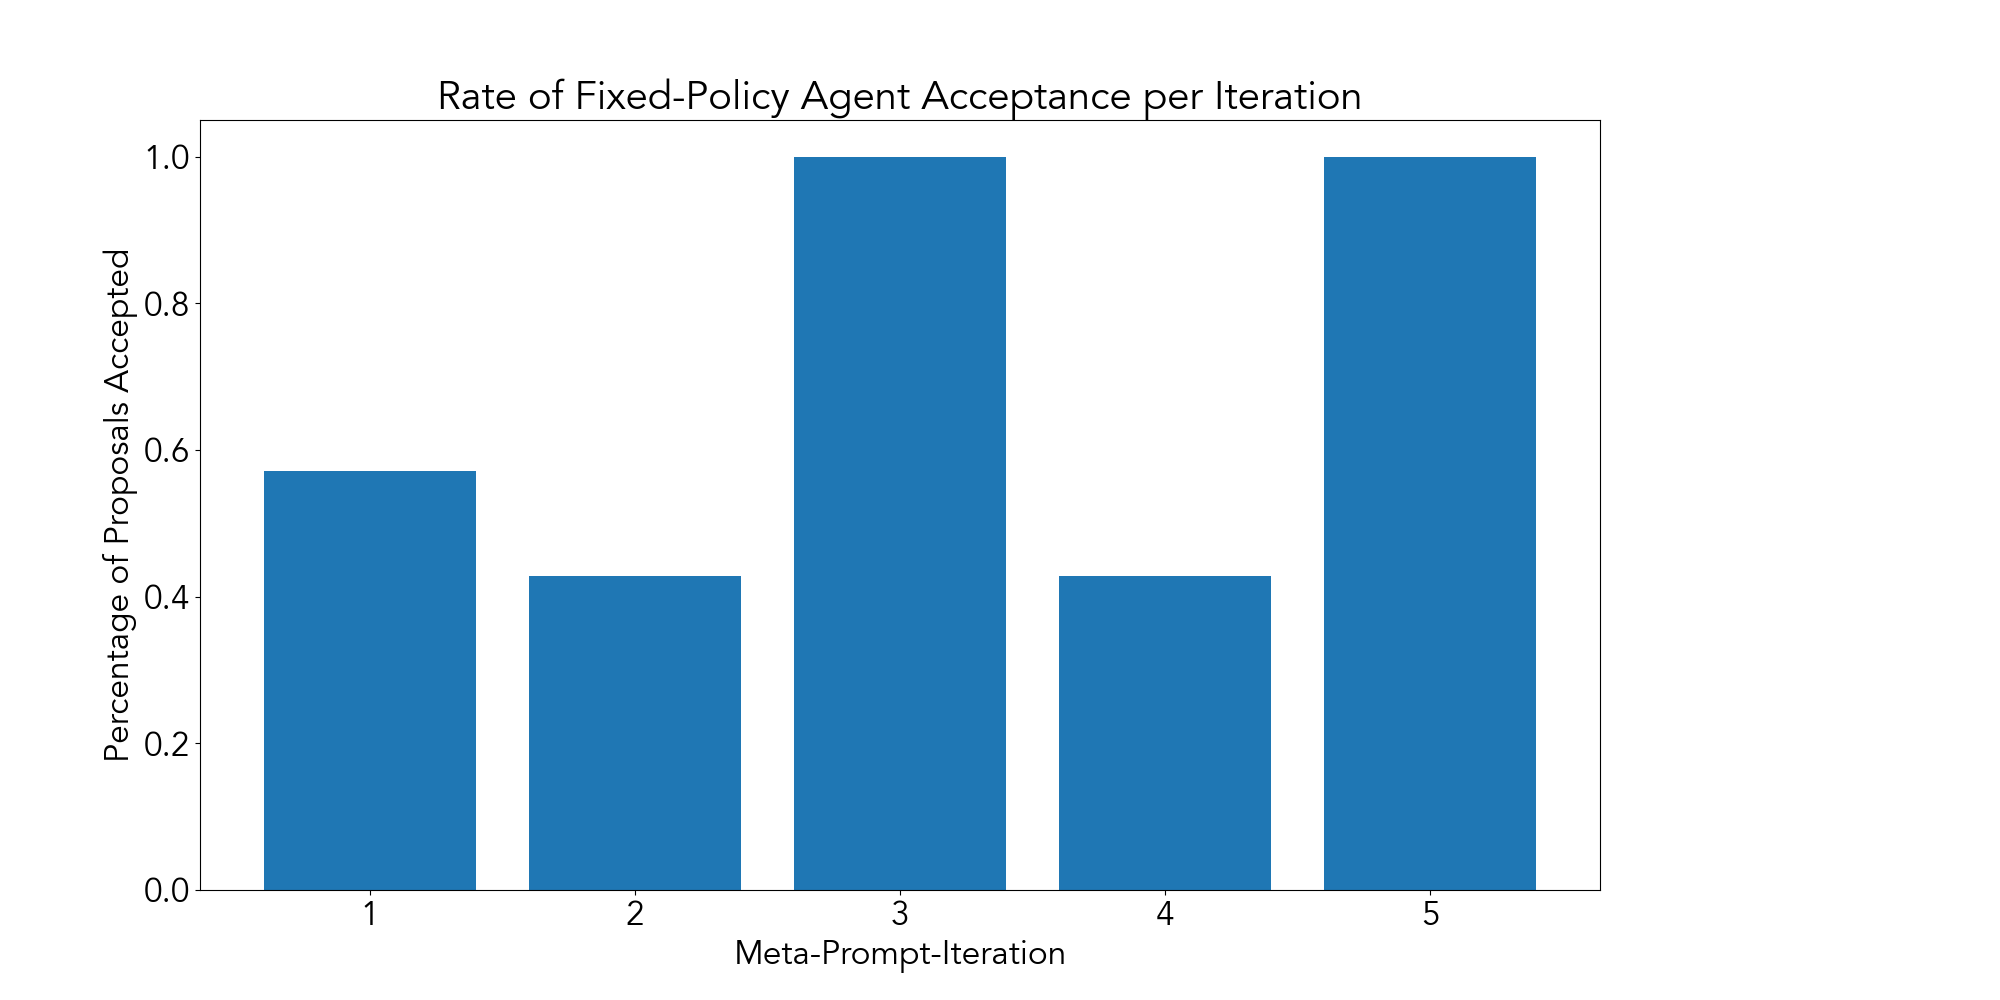 Rate of Fixed-Policy Agent Acceptance per Iteration
Percentage of Proposals Accepted
1.0
0.8
0.6
0.4
0.2
0.0
1 2 3 4 5
Meta-Prompt-Iteration